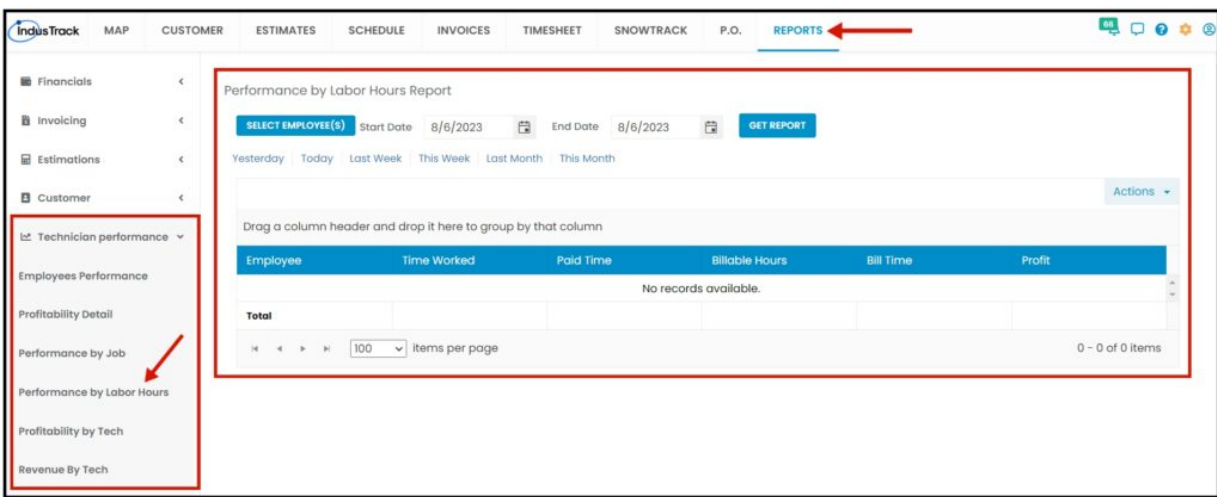 IndusTrack MAP CUSTOMER ESTIMATES SCHEDULE INVOICES TIMESHEET SNOWTRACK P.O. REPORTS 66
Financials
Invoicing
Estimations
Customer
Technician performance
Employees Performance
Profitability Detail
Performance by Job
Performance by Labor Hours
Profitability by Tech
Revenue By Tech
Performance by Labor Hours Report
SELECT EMPLOYEE(S) Start Date 8/6/2023 End Date 8/6/2023 GET REPORT
Yesterday Today Last Week This Week Last Month This Month
Actions
Drag a column header and drop it here to group by that column
Employee Time Worked Paid Time Billable Hours Bill Time Profit
No records available.
Total
100 items per page 0 - 0 of 0 items